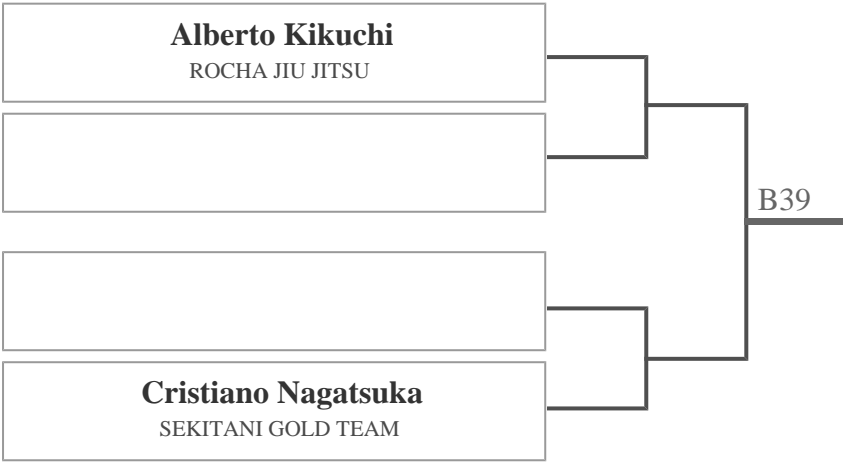 Alberto Kikuchi
ROCHA JIU JITSU
B39
Cristiano Nagatsuka
SEKITANI GOLD TEAM